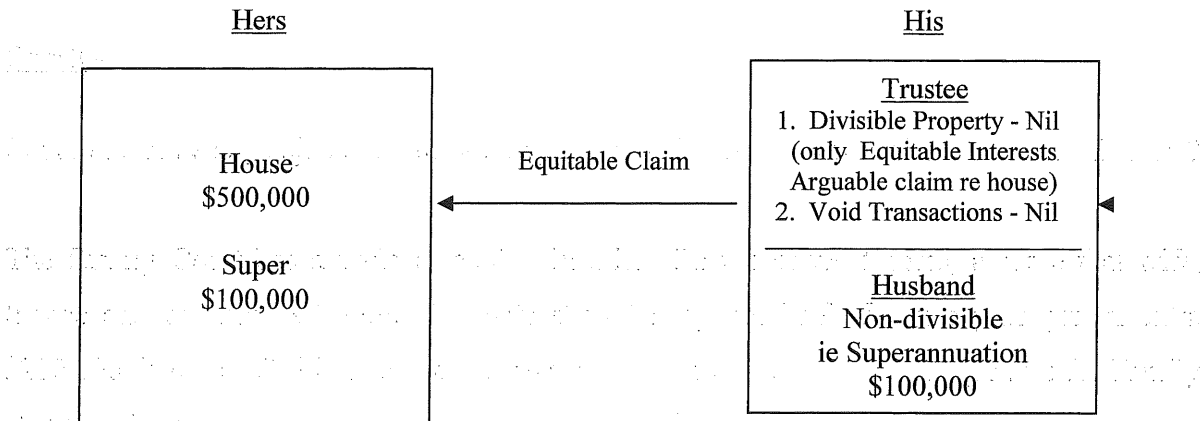 Hers
His
House
$500,000
Super
$100,000
Equitable Claim
Trustee
1. Divisible Property - Nil
(only Equitable Interests
Arguable claim re house)
2. Void Transactions - Nil
Husband
Non-divisible
ie Superannuation
$100,000